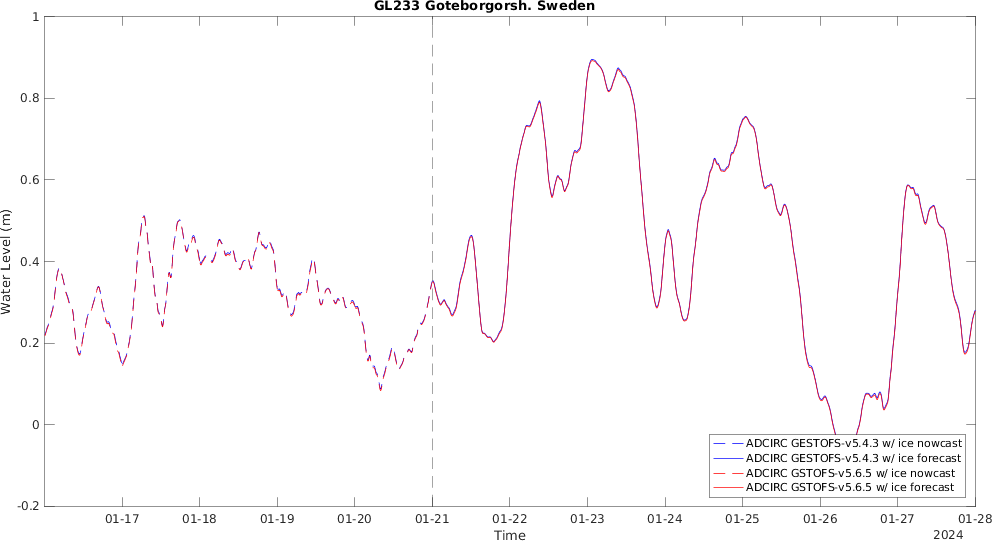 GL233 Goteborgorsh. Sweden
1
0.8
0.6
0.4
0.2
0
-0.2
Water Level (m)
ADCIRC GESTOFS-v5.4.3 w/ ice nowcast
ADCIRC GESTOFS-v5.4.3 w/ ice forecast
ADCIRC GSTOFS-v5.6.5 w/ ice nowcast
ADCIRC GSTOFS-v5.6.5 w/ ice forecast
01-17 01-18 01-19 01-20 01-21 01-22 01-23 01-24 01-25 01-26 01-27 01-28
Time
2024